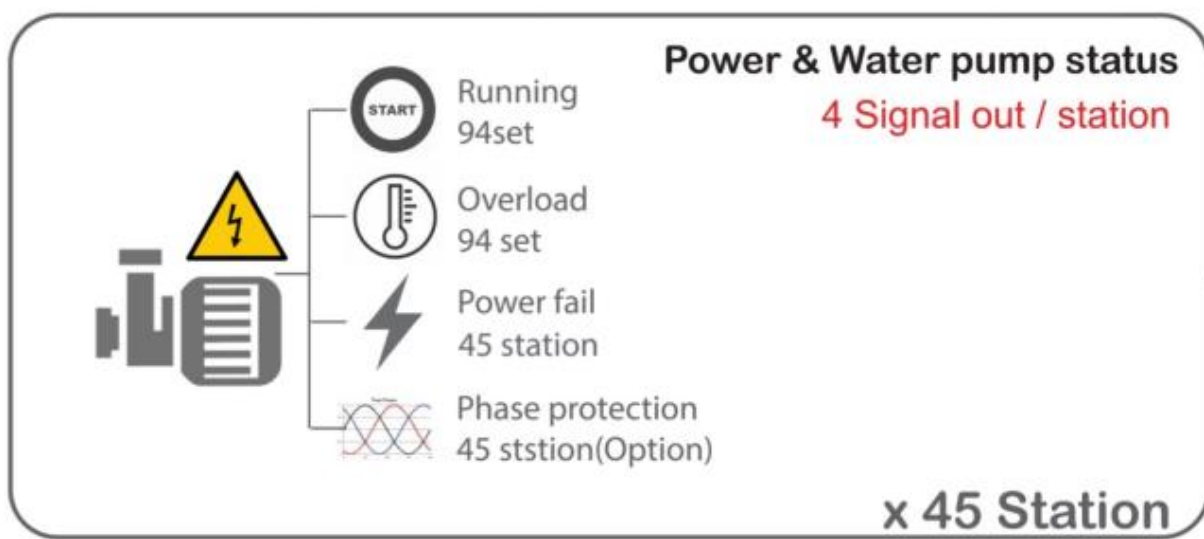 Power & Water pump status
4 Signal out / station
START
Running
94set
Overload
94 set
Power fail
45 station
Phase protection
45 ststion(Option)
x 45 Station